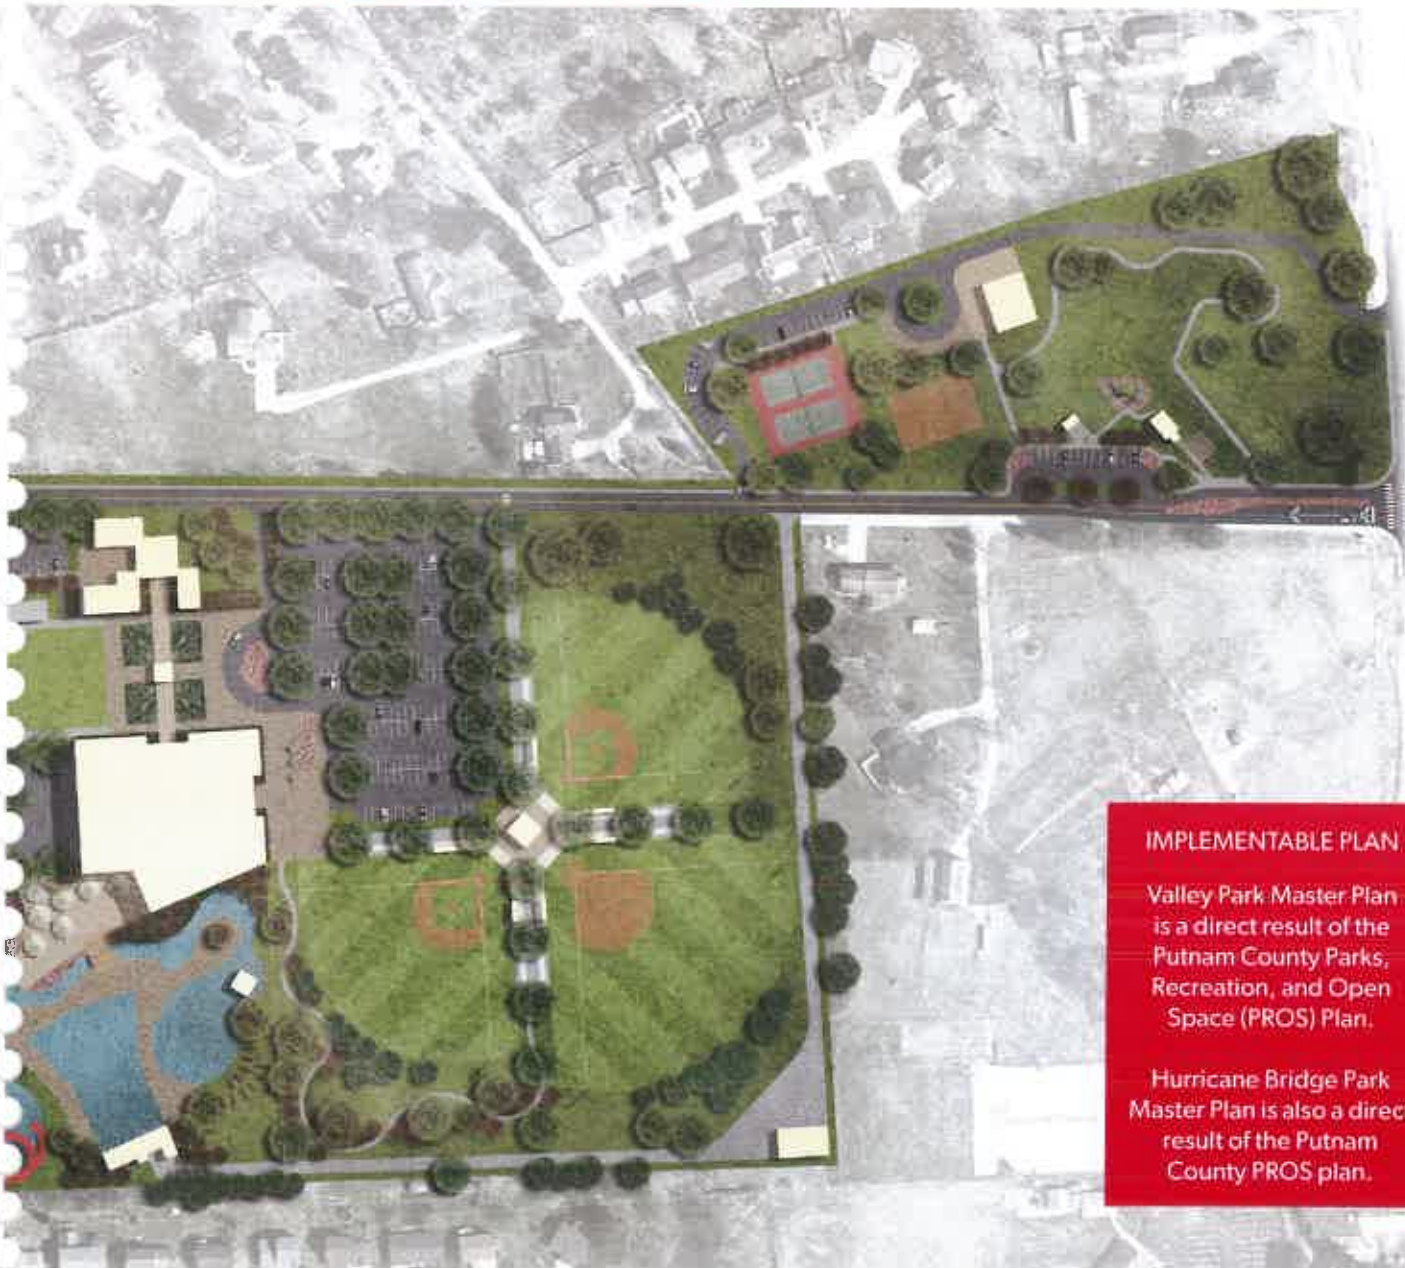 IMPLEMENTABLE PLAN
Valley Park Master Plan
is a direct result of the
Putnam County Parks,
Recreation, and Open
Space (PROS) Plan.
Hurricane Bridge Park
Master Plan is also a direc
result of the Putnam
County PROS plan.